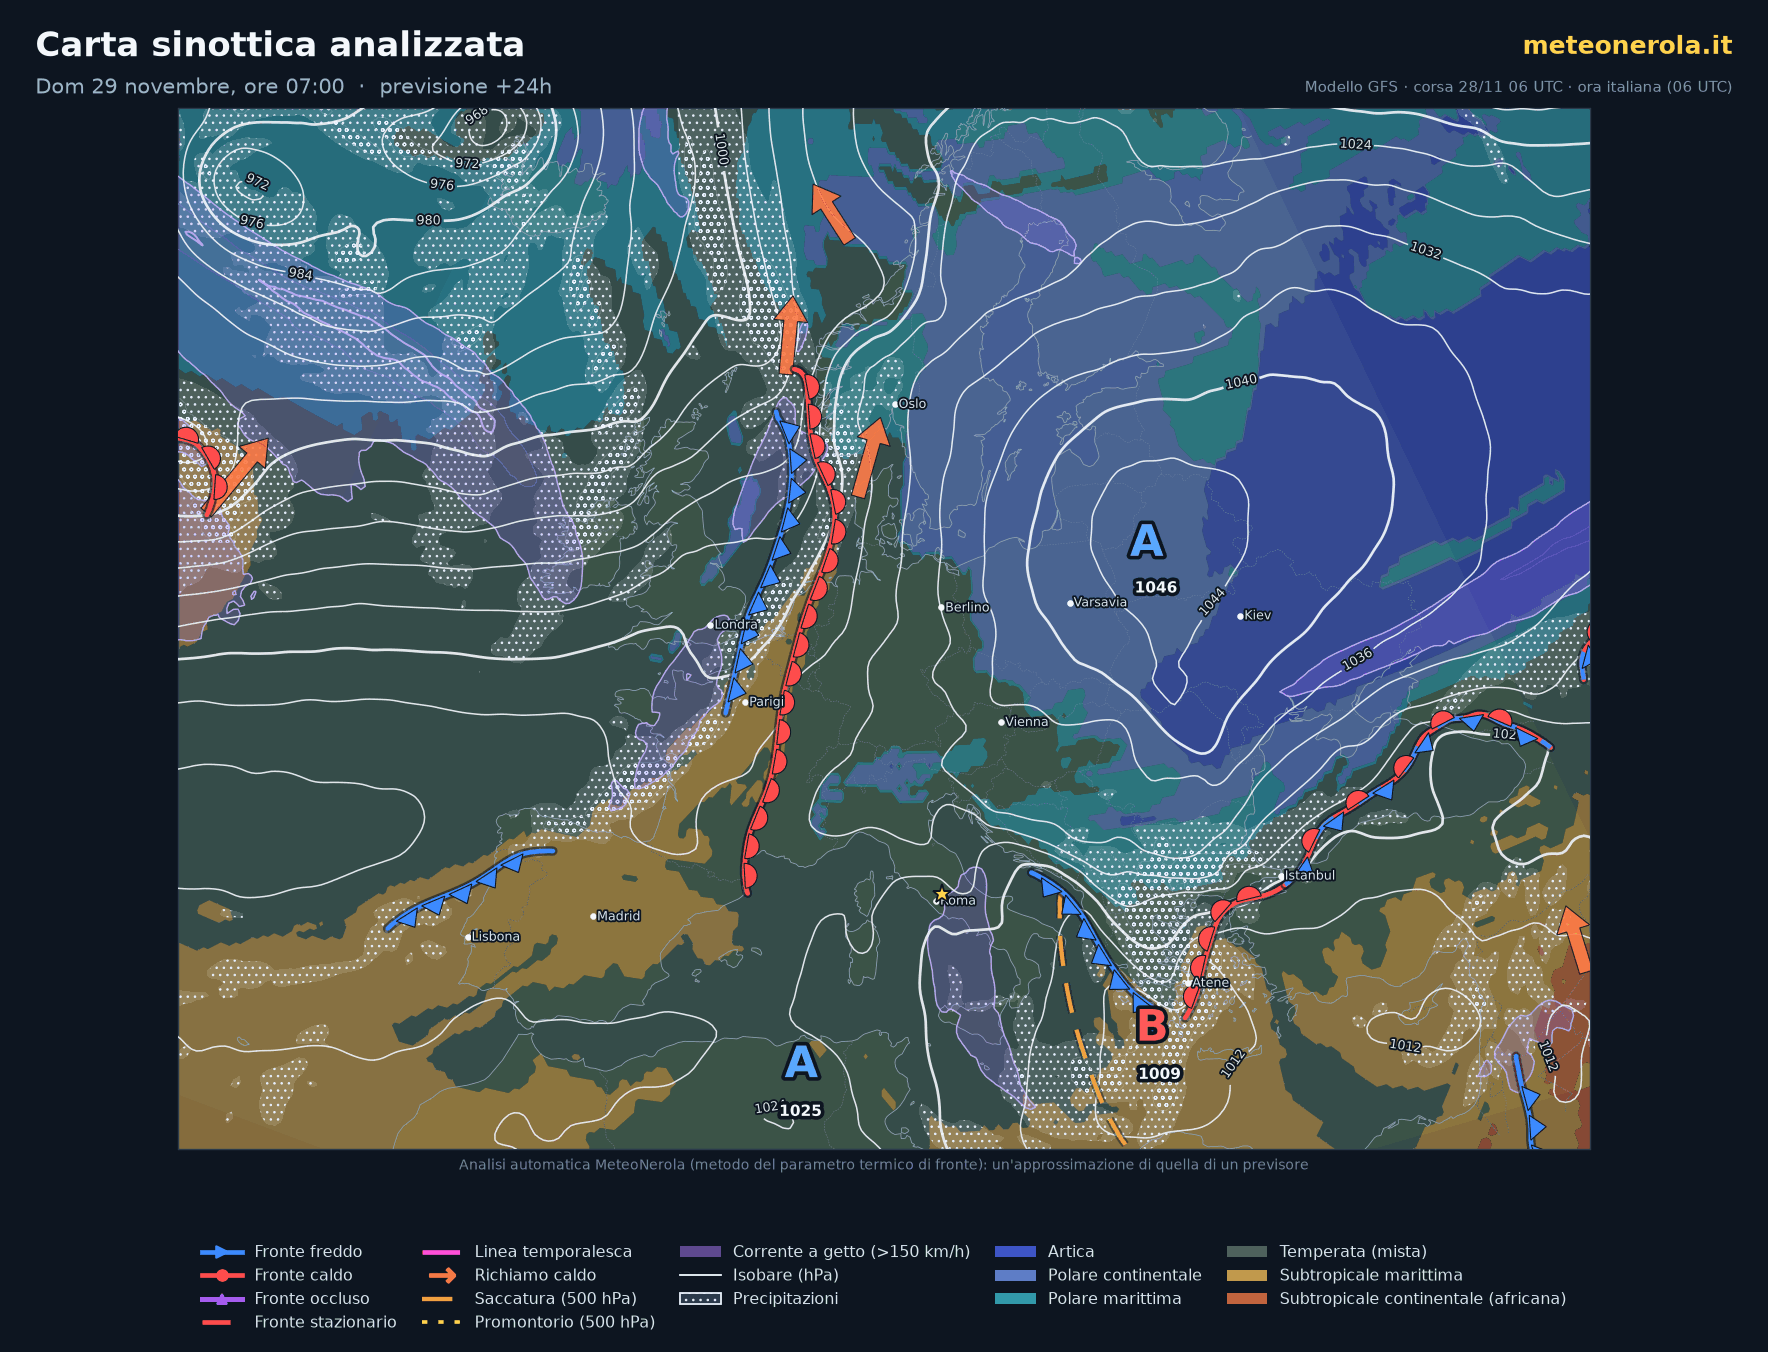 Carta sinottica analizzata
meteonerola.it
Dom 29 novembre, ore 07:00 · previsione +24h
Modello GFS · corsa 28/11 06 UTC · ora italiana (06 UTC)
968
1000
1024
972
972
976
976
980
1032
984
1040
Oslo
A
1046
Berlino
Varsavia
1044
Kiev
Londra
1036
Parigi
Vienna
Istanbul
Roma
Madrid
Lisbona
Atene
B
1012
1012
1012
A
1009
1025
Analisi automatica MeteoNerola (metodo del parametro termico di fronte): un'approssimazione di quella di un previsore
Fronte freddo
Fronte caldo
Fronte occluso
Fronte stazionario
Linea temporalesca
Richiamo caldo
Saccatura (500 hPa)
Promontorio (500 hPa)
Corrente a getto (>150 km/h)
Isobare (hPa)
Precipitazioni
Artica
Polare continentale
Polare marittima
Temperata (mista)
Subtropicale marittima
Subtropicale continentale (africana)